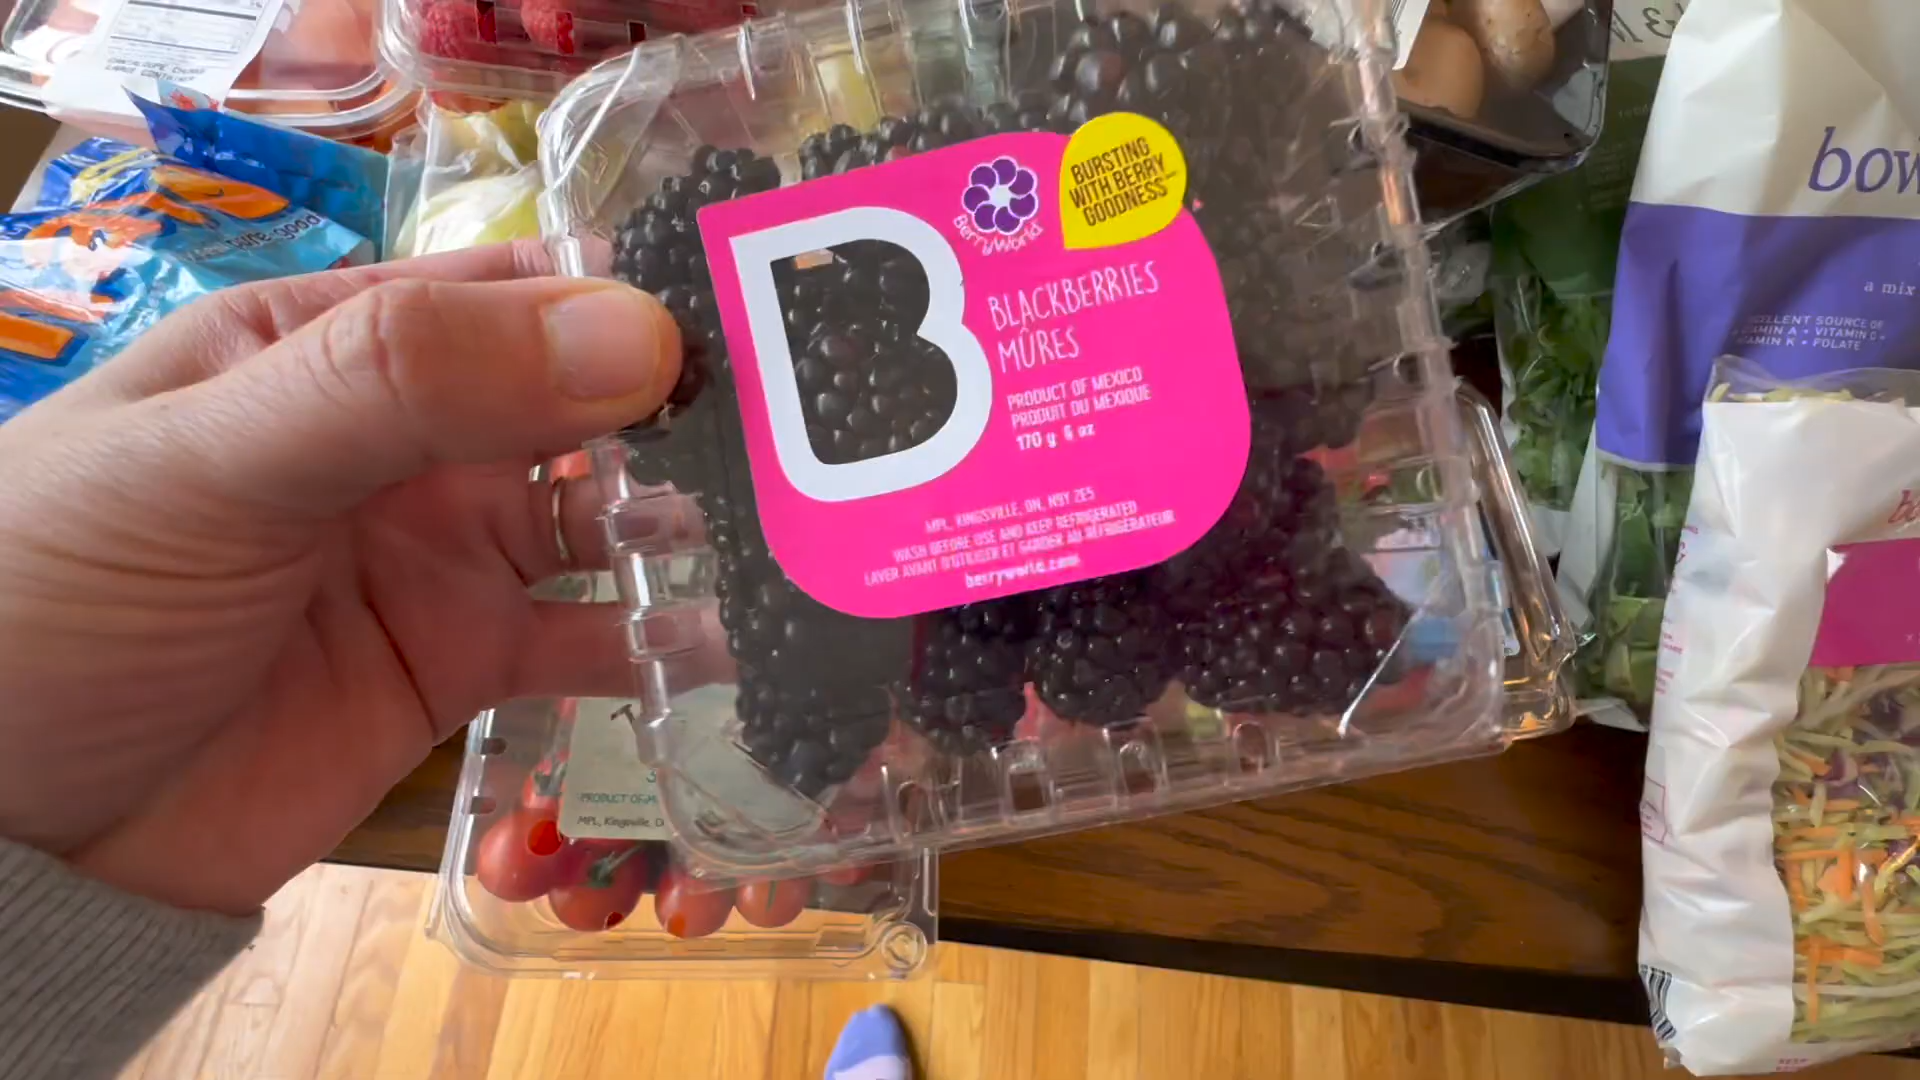 CANTALOUPE CHUNKS
LARGE CONTAINER
BerryWorld
BURSTING
WITH BERRY
GOODNESS
B
BLACKBERRIES
MÛRES
PRODUCT OF MEXICO
PRODUIT DU MEXIQUE
170 g 6 oz
MPL, KINGSVILLE, ON, N9Y 2E5
WASH BEFORE USE AND KEEP REFRIGERATED
LAVER AVANT D'UTILISER ET GARDER AU RÉFRIGÉRATEUR
berryworld.com
PRODUCT OF M
MPL, Kingsville, O
bow
a mix
EXCELLENT SOURCE OF
VITAMIN A • VITAMIN C •
VITAMIN K • FOLATE